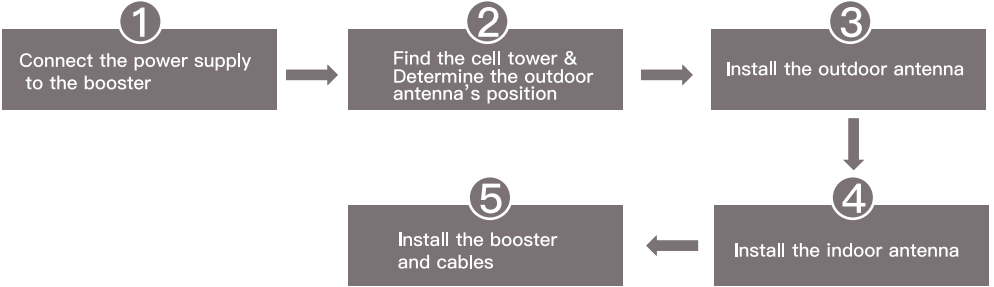 1
Connect the power supply
to the booster
2
Find the cell tower &
Determine the outdoor
antenna's position
3
Install the outdoor antenna
4
Install the indoor antenna
5
Install the booster
and cables